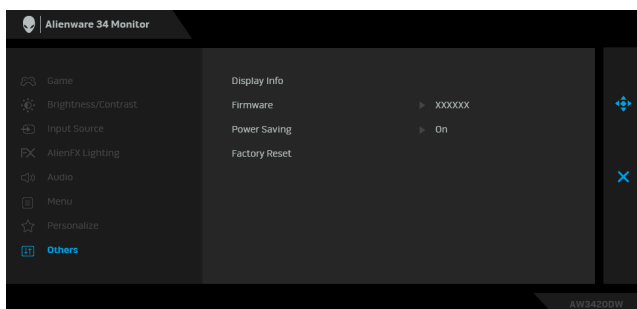 Alienware 34 Monitor
Game
Brightness/Contrast
Input Source
FX AlienFX Lighting
Audio
Menu
Personalize
Others
Display Info
Firmware XXXXXX
Power Saving On
Factory Reset
AW3420DW